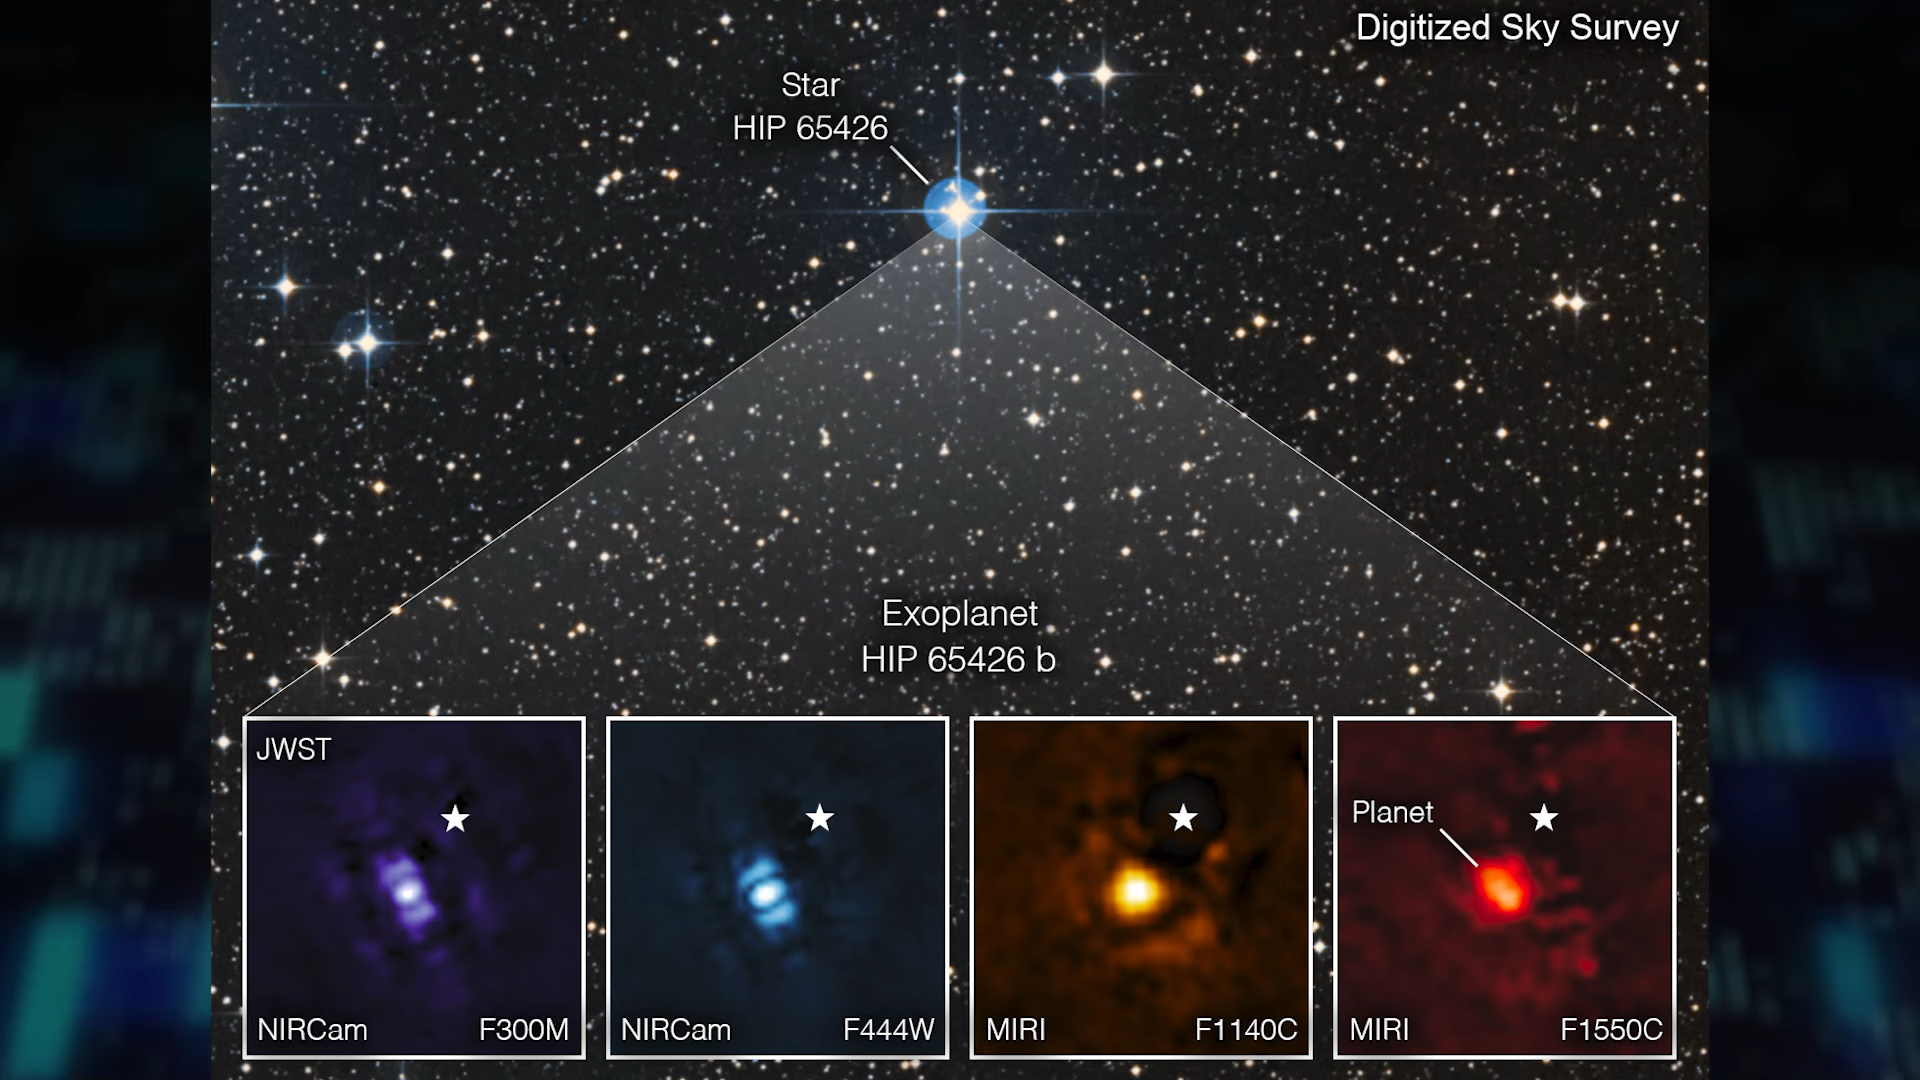 Digitized Sky Survey
Star
HIP 65426
Exoplanet
HIP 65426 b
JWST
NIRCam
F300M
NIRCam
F444W
MIRI
F1140C
Planet
MIRI
F1550C